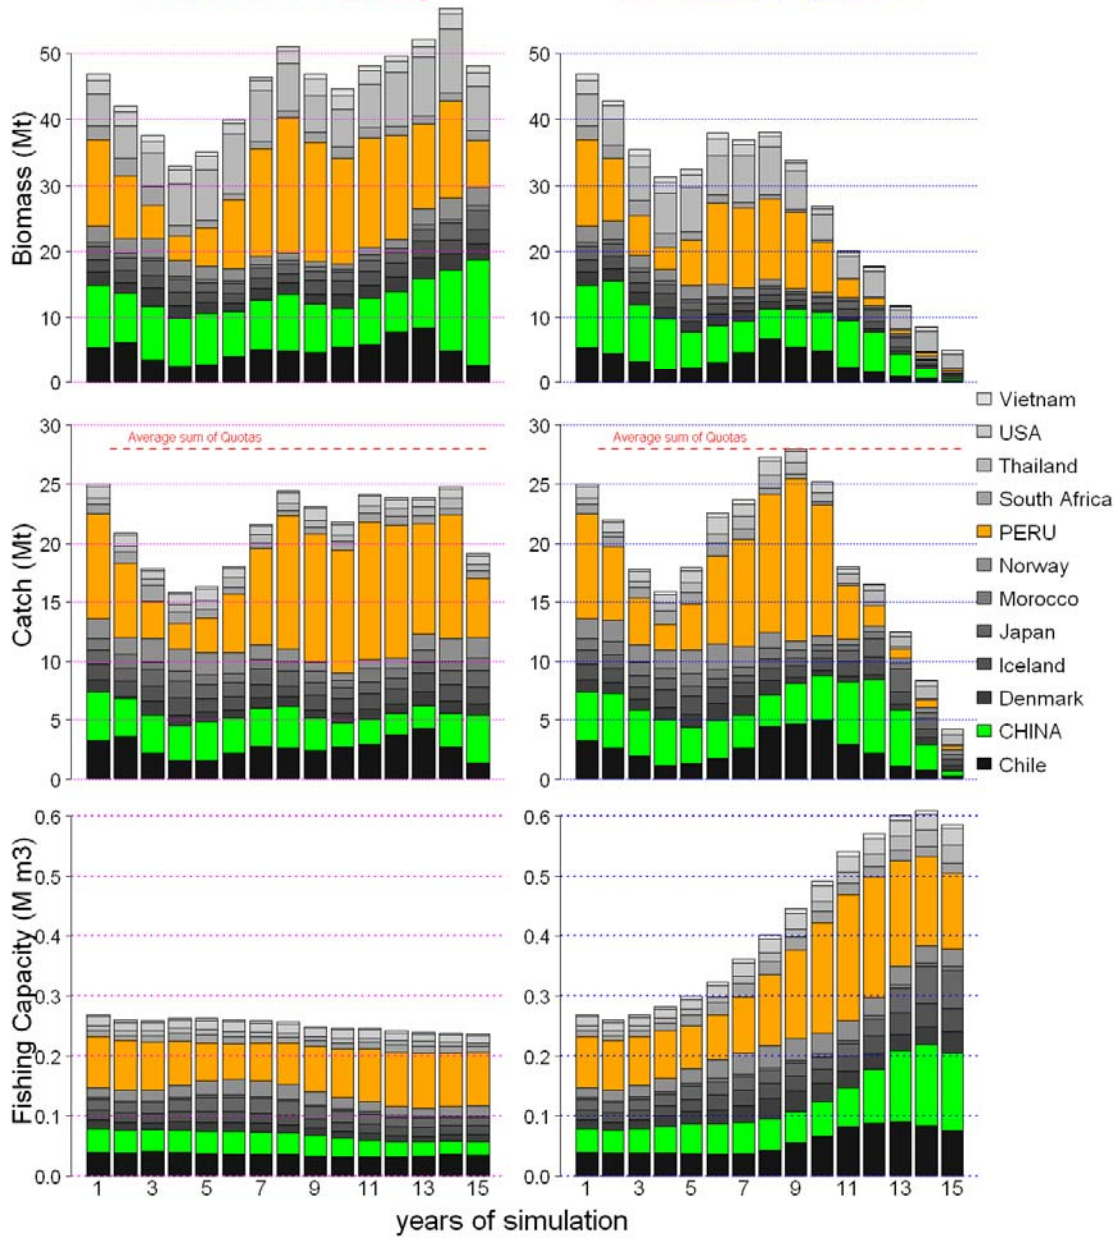 Biomass (Mt)
50
40
30
20
10
0
50
40
30
20
10
0
Catch (Mt)
30
25
20
15
10
5
0
Average sum of Quotas
30
25
20
15
10
5
0
Average sum of Quotas
Vietnam
USA
Thailand
South Africa
PERU
Norway
Morocco
Japan
Iceland
Denmark
CHINA
Chile
Fishing Capacity (M m3)
0.6
0.5
0.4
0.3
0.2
0.1
0.0
1 3 5 7 9 11 13 15
0.6
0.5
0.4
0.3
0.2
0.1
0.0
1 3 5 7 9 11 13 15
years of simulation